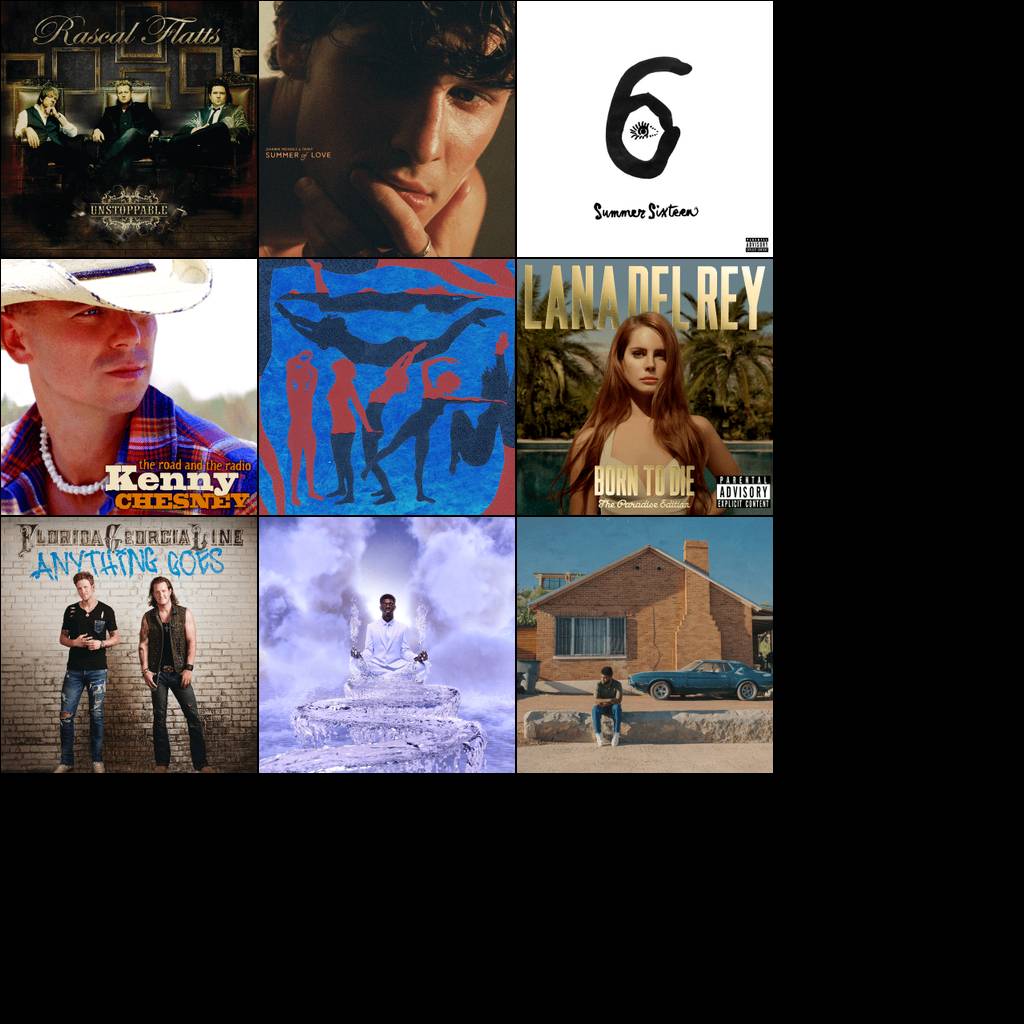 Rascal Flatts
UNSTOPPABLE
SHAWN MENDES & TAINY
SUMMER of LOVE
6
Summer Sixteen
PARENTAL
ADVISORY
EXPLICIT CONTENT
the road and the radio
Kenny
CHESNEY
LANA DEL REY
BORN TO DIE
The Paradise Edition
PARENTAL
ADVISORY
EXPLICIT CONTENT
FLORIDA GEORGIA LINE
ANYTHING GOES